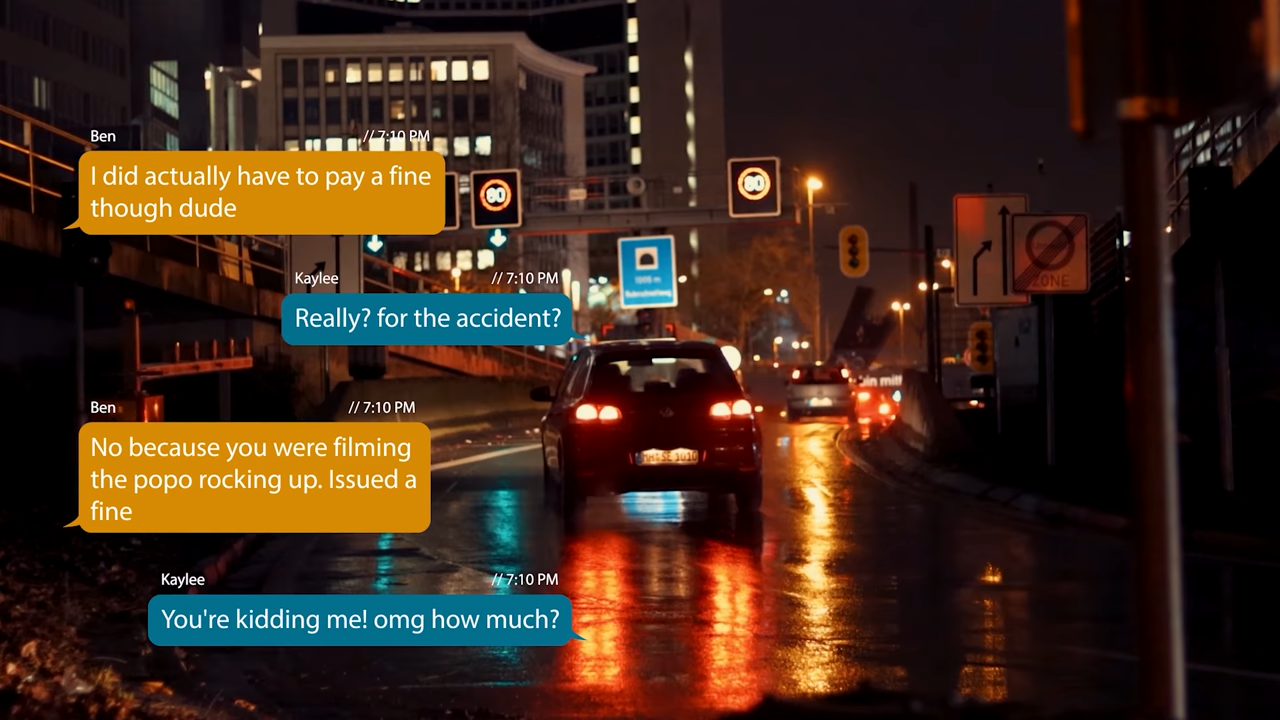 Ben // 7:10 PM
I did actually have to pay a fine
though dude
80
80
Kaylee // 7:10 PM
Really? for the accident?
ZONE
Ben // 7:10 PM
No because you were filming
the popo rocking up. Issued a
fine
Kaylee // 7:10 PM
You're kidding me! omg how much?